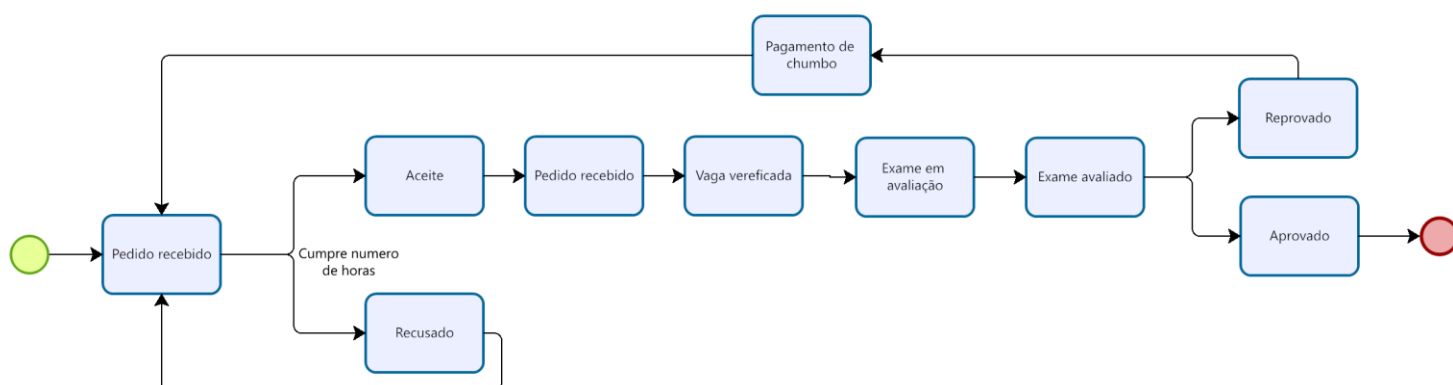 Pagamento de
chumbo
Reprovado
Aceite
Pedido recebido
Vaga vereficada
Exame em
avaliação
Exame avaliado
Pedido recebido
Cumpre numero
de horas
Aprovado
Recusado